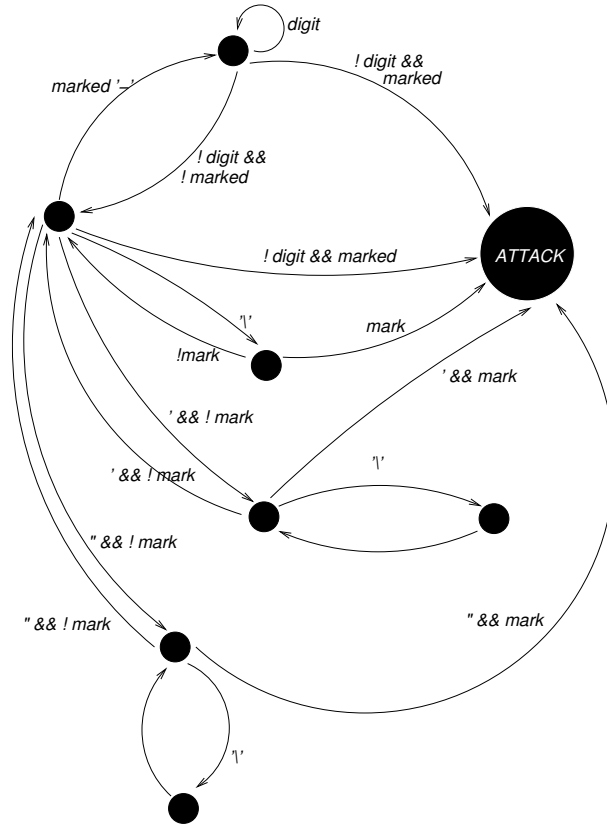 digit
! digit &&
marked
marked '–'
! digit &&
! marked
! digit && marked
ATTACK
'\'
mark
!mark
' && mark
' && ! mark
'\'
' && ! mark
" && ! mark
" && ! mark
" && mark
'\'